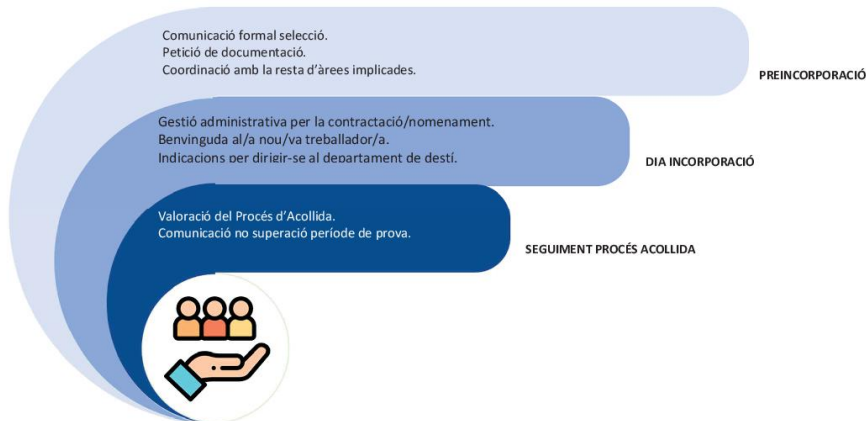 Comunicació formal selecció.
Petició de documentació.
Coordinació amb la resta d'àrees implicades.
PREINCORPORACIÓ
Gestió administrativa per la contractació/nomenament.
Benvinguda al/a nou/va treballador/a.
Indicacions per dirigir-se al departament de destí.
DIA INCORPORACIÓ
Valoració del Procés d'Acollida.
Comunicació no superació període de prova.
SEGUIMENT PROCÉS ACOLLIDA